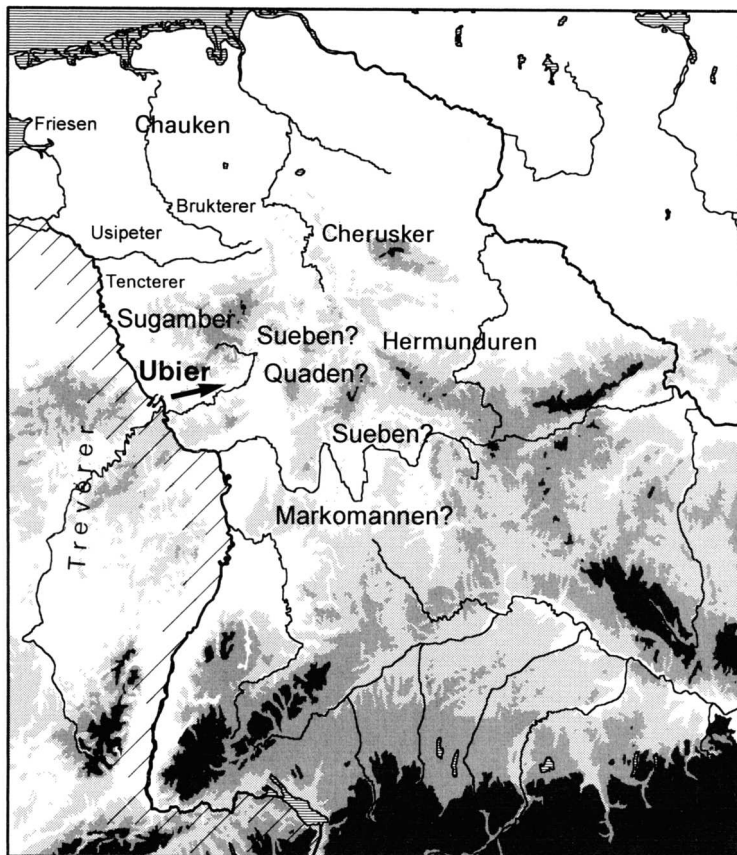 Friesen
Chauken
Brukterer
Usipeter
Cherusker
Tencterer
Sugamber
Sueben?
Hermunduren
Ubier
Quaden?
Sueben?
Treverer
Markomannen?